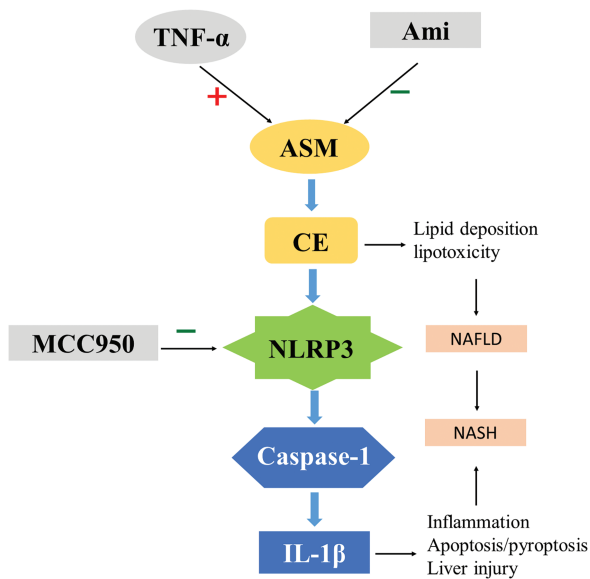 TNF-α
Ami
+
−
ASM
CE
Lipid deposition
lipotoxicity
MCC950
−
NLRP3
NAFLD
NASH
Caspase-1
IL-1β
Inflammation
Apoptosis/pyroptosis
Liver injury